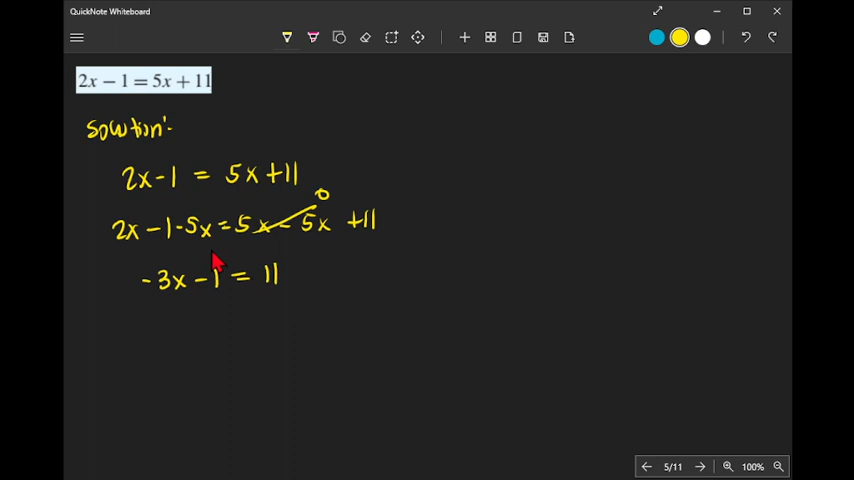 QuickNote Whiteboard
2x − 1 = 5x + 11
Solution:
2x - 1 = 5x + 11
0
2x - 1 - 5x = 5x - 5x + 11
-3x - 1 = 11
5/11 100%